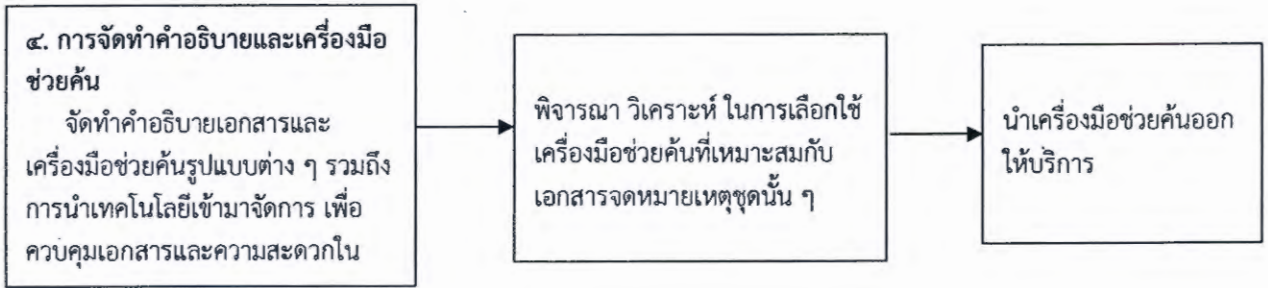 ๔. การจัดทำคำอธิบายและเครื่องมือ
ช่วยค้น
จัดทำคำอธิบายเอกสารและ
เครื่องมือช่วยค้นรูปแบบต่าง ๆ รวมถึง
การนำเทคโนโลยีเข้ามาจัดการ เพื่อ
ควบคุมเอกสารและความสะดวกใน
พิจารณา วิเคราะห์ ในการเลือกใช้
เครื่องมือช่วยค้นที่เหมาะสมกับ
เอกสารจดหมายเหตุชุดนั้น ๆ
นำเครื่องมือช่วยค้นออก
ให้บริการ